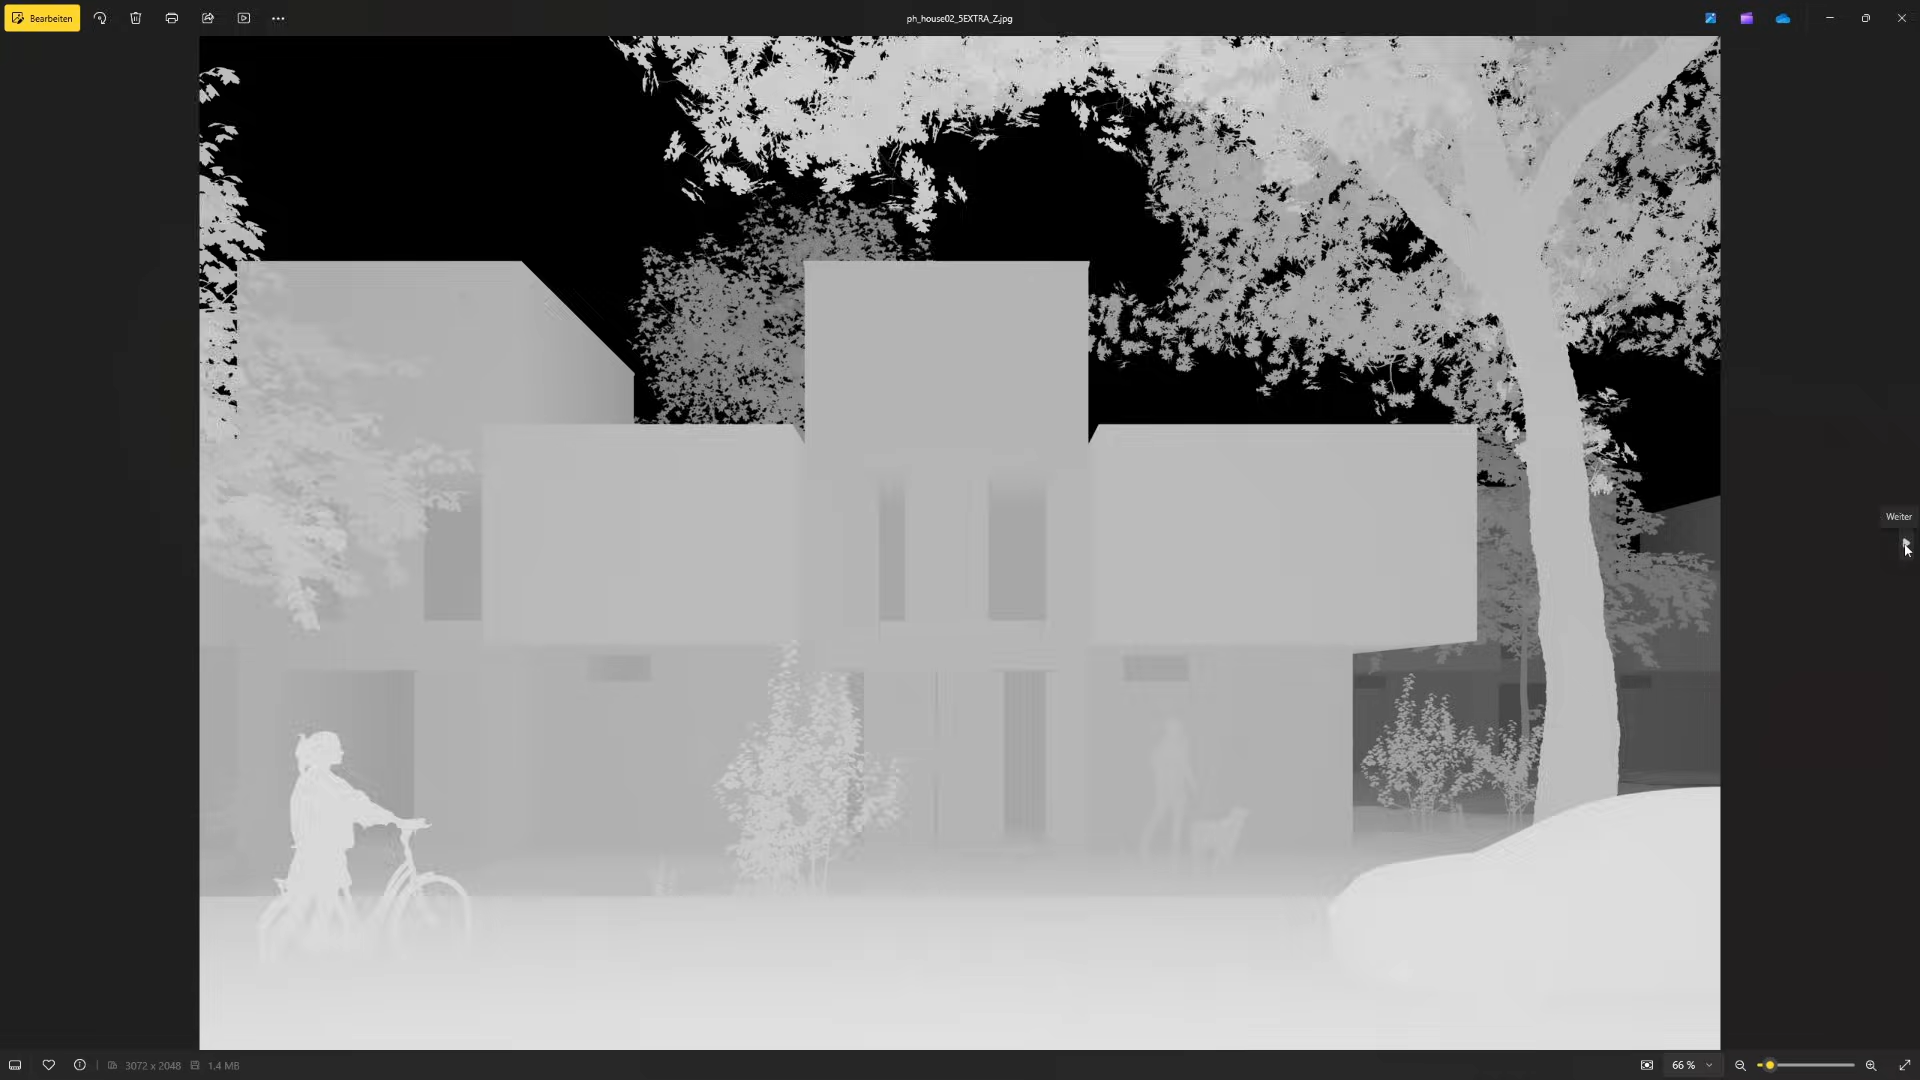 Bearbeiten
ph_house02_5EXTRA_Z.jpg
Weiter
3072 x 2048
1,4 MB
66 %